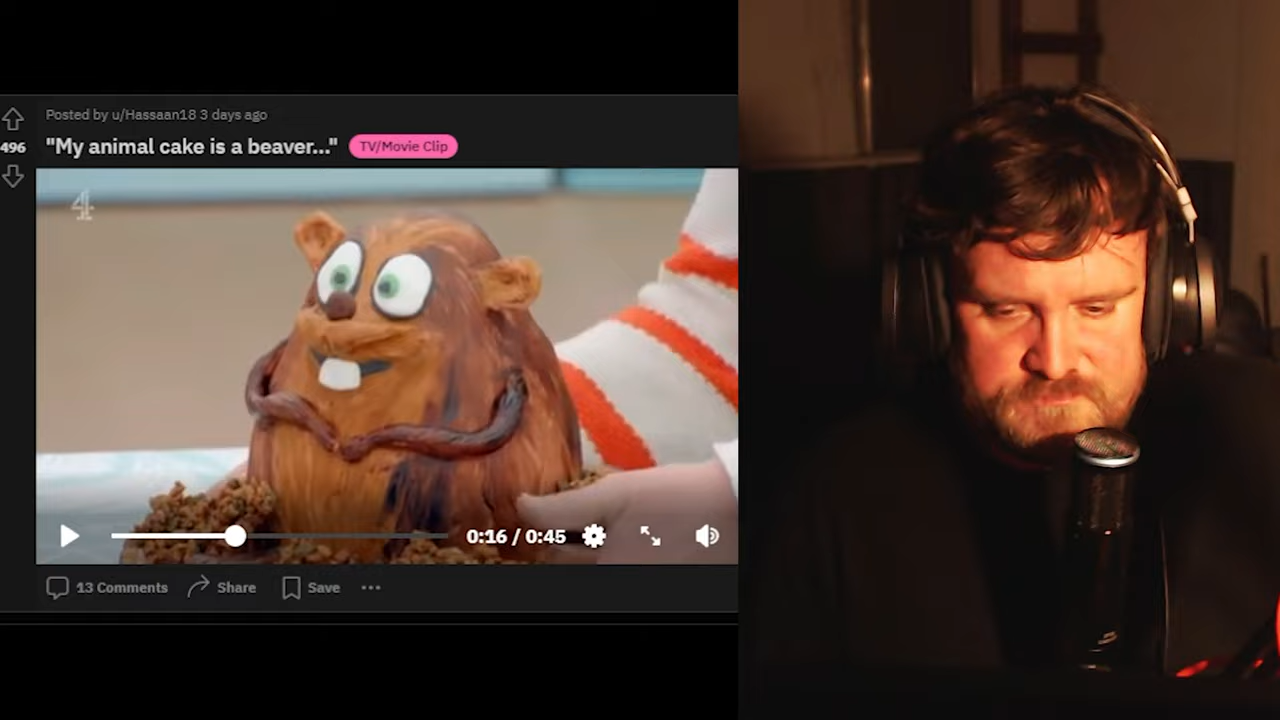 Posted by u/Hassaan18 3 days ago
496
"My animal cake is a beaver..." TV/Movie Clip
4
0:16 / 0:45
13 Comments Share Save